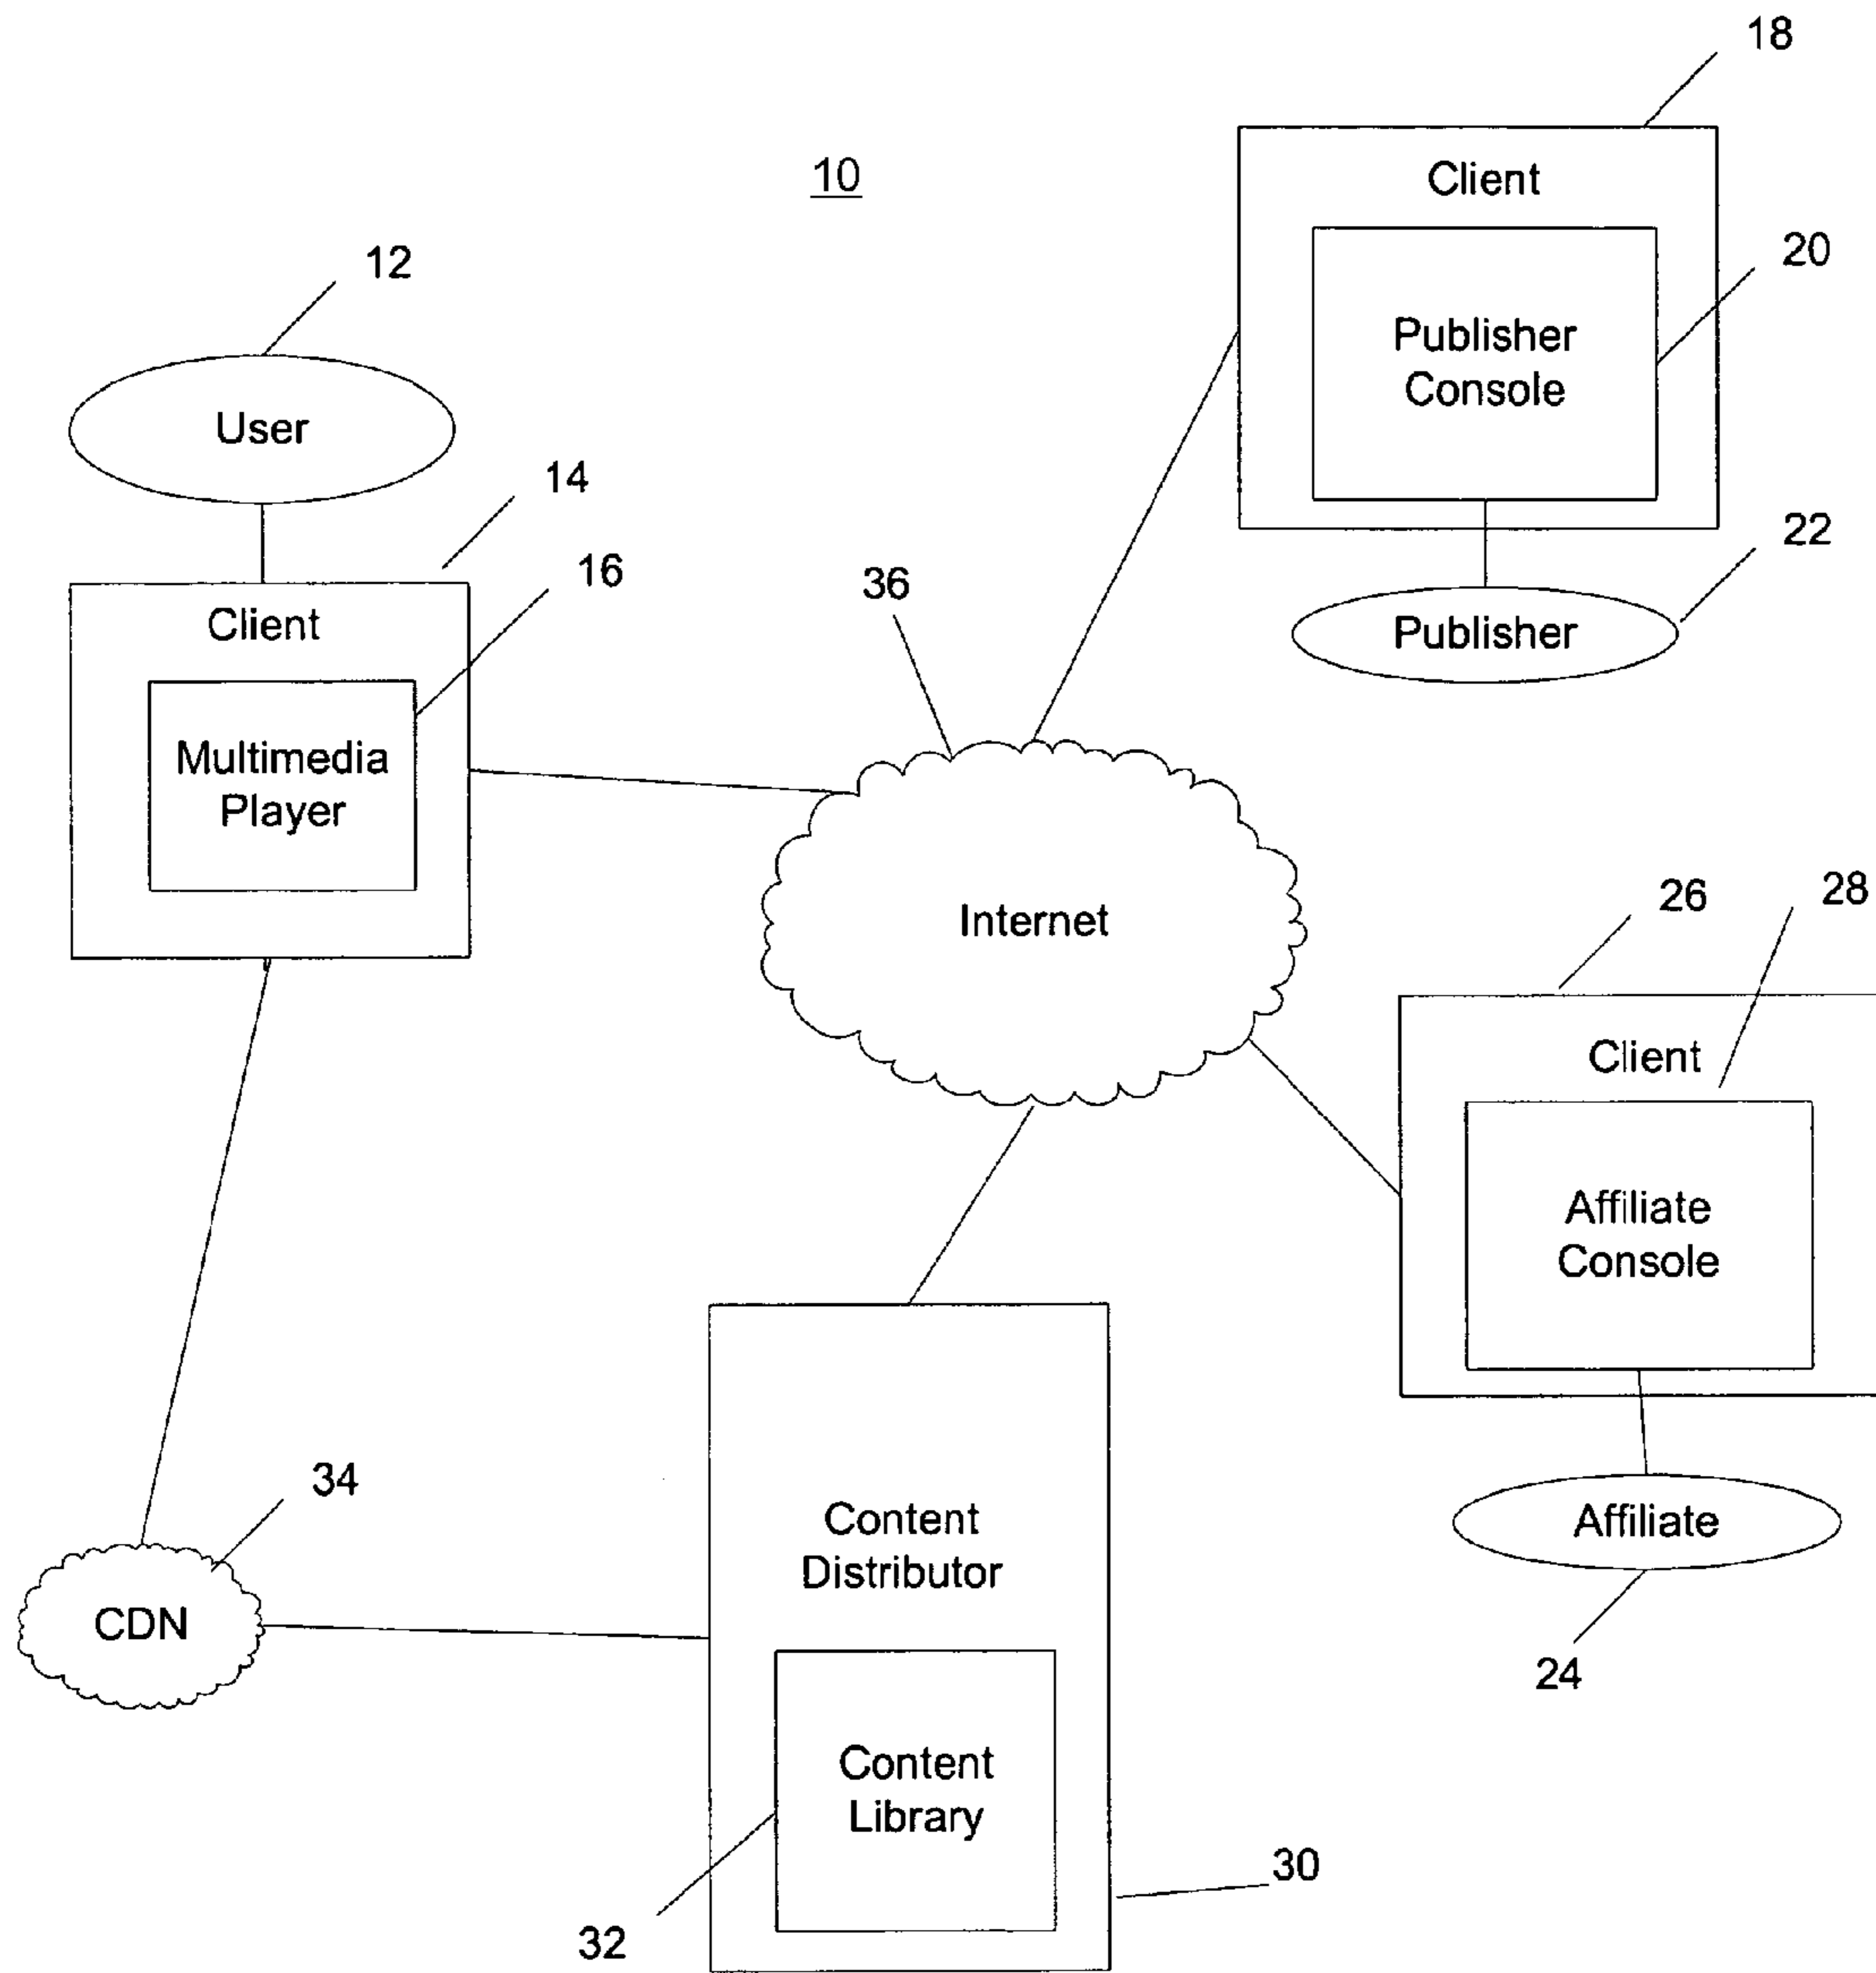 18
10
Client
12
20
Publisher
Console
User
14
22
16
36
Client
Publisher
Multimedia
Player
26
28
Internet
Client
Affiliate
Console
34
Content
Distributor
Affiliate
CDN
24
Content
Library
30
32